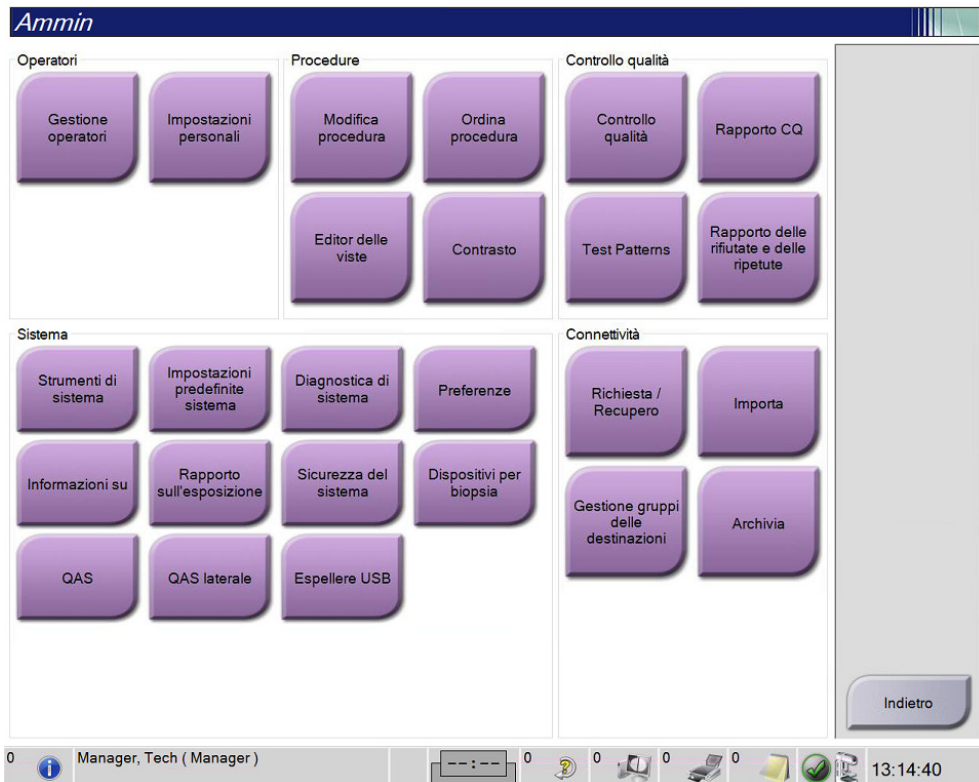 Ammin
Operatori
Gestione
operatori
Impostazioni
personali
Procedure
Modifica
procedura
Ordina
procedura
Editor delle
viste
Contrasto
Controllo qualità
Controllo
qualità
Rapporto CQ
Test Patterns
Rapporto delle
rifiutate e delle
ripetute
Sistema
Strumenti di
sistema
Impostazioni
predefinite
sistema
Diagnostica di
sistema
Preferenze
Informazioni su
Rapporto
sull'esposizione
Sicurezza del
sistema
Dispositivi per
biopsia
QAS
QAS laterale
Espellere USB
Connettività
Richiesta /
Recupero
Importa
Gestione gruppi
delle
destinazioni
Archivia
Indietro
0
Manager, Tech ( Manager )
--:--
0
0
0
0
13:14:40